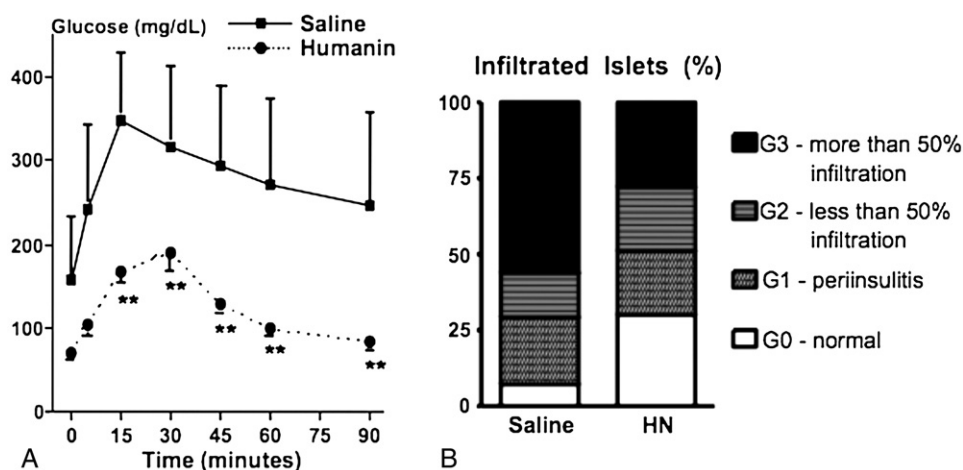 Glucose (mg/dL)
Saline
Humanin
400
300
200
100
0
**
**
**
**
**
0 15 30 45 60 75 90
Time (minutes)
A
Infiltrated Islets (%)
100
75
50
25
0
Saline HN
B
G3 - more than 50%
infiltration
G2 - less than 50%
infiltration
G1 - periinsulitis
G0 - normal